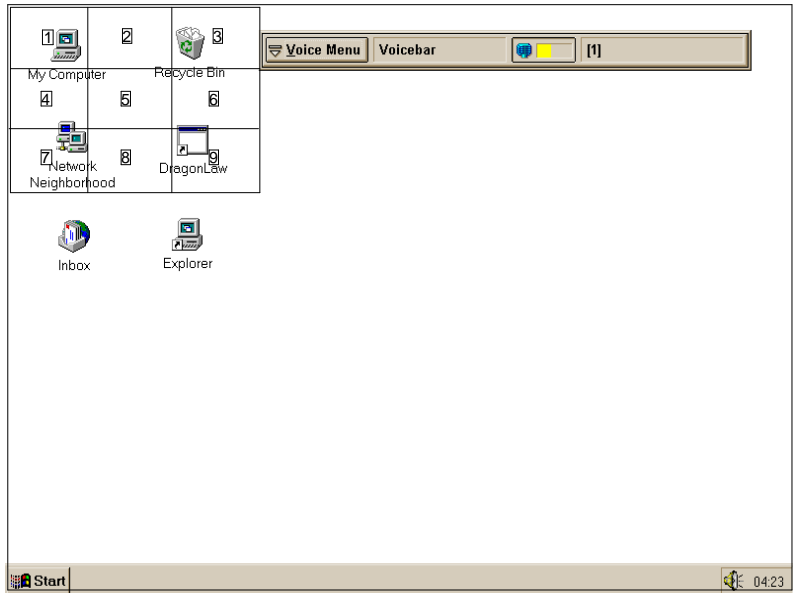 1 2 3
Voice Menu Voicebar [1]
My Computer Recycle Bin
4 5 6
7 8 9
Network
Neighborhood
DragonLaw
Inbox Explorer
Start 04:23